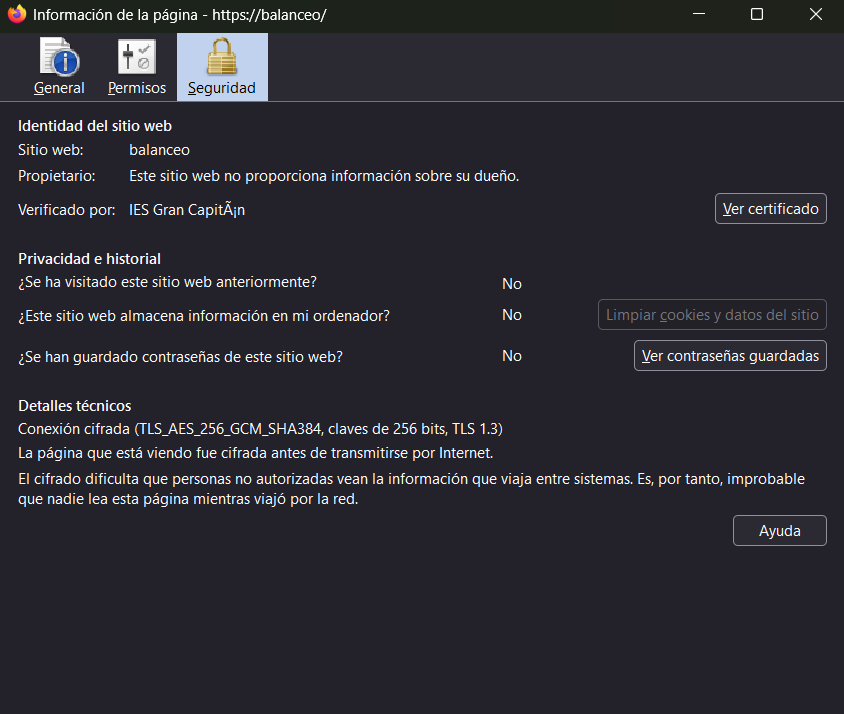 Información de la página - https://balanceo/
General
Permisos
Seguridad
Identidad del sitio web
Sitio web: balanceo
Propietario: Este sitio web no proporciona información sobre su dueño.
Verificado por: IES Gran CapitÃ¡n
Ver certificado
Privacidad e historial
¿Se ha visitado este sitio web anteriormente? No
¿Este sitio web almacena información en mi ordenador? No Limpiar cookies y datos del sitio
¿Se han guardado contraseñas de este sitio web? No Ver contraseñas guardadas
Detalles técnicos
Conexión cifrada (TLS_AES_256_GCM_SHA384, claves de 256 bits, TLS 1.3)
La página que está viendo fue cifrada antes de transmitirse por Internet.
El cifrado dificulta que personas no autorizadas vean la información que viaja entre sistemas. Es, por tanto, improbable
que nadie lea esta página mientras viajó por la red.
Ayuda